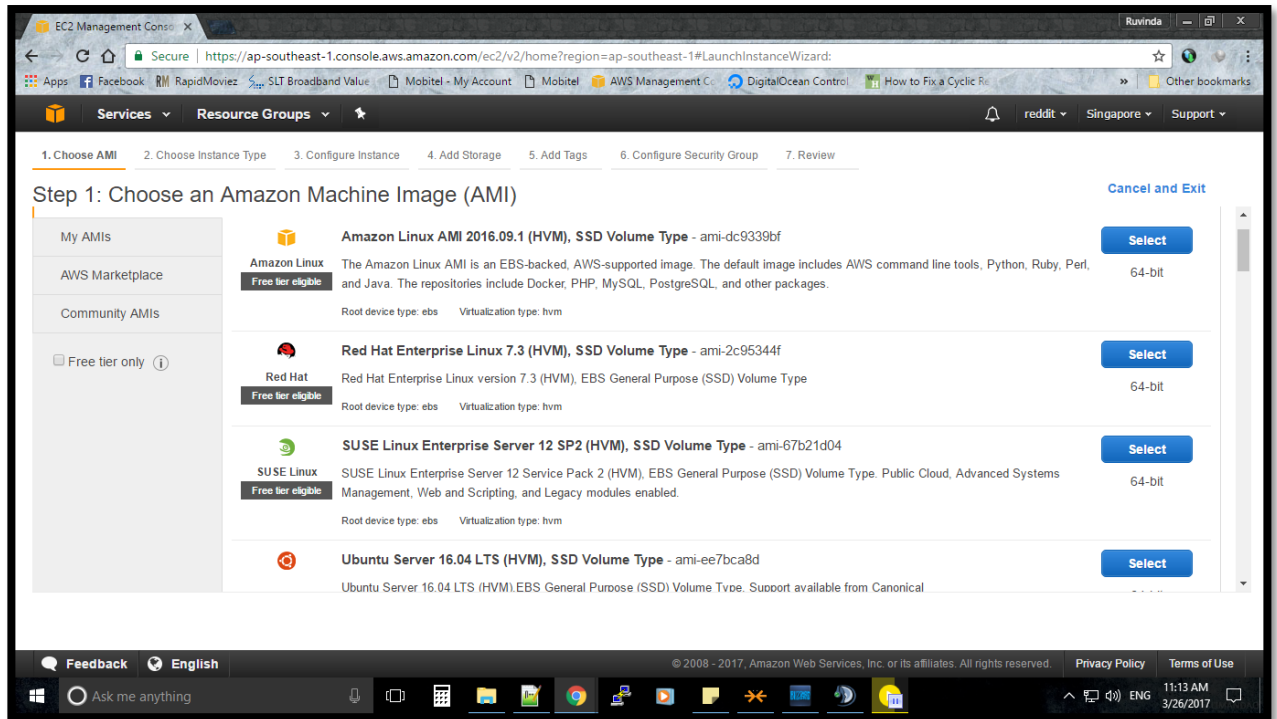 EC2 Management Conso
Ruvinda
Secure | https://ap-southeast-1.console.aws.amazon.com/ec2/v2/home?region=ap-southeast-1#LaunchInstanceWizard:
Apps Facebook RM RapidMoviez SLT Broadband Value Mobitel - My Account Mobitel AWS Management Co DigitalOcean Control How to Fix a Cyclic Re » Other bookmarks
Services Resource Groups reddit Singapore Support
1. Choose AMI 2. Choose Instance Type 3. Configure Instance 4. Add Storage 5. Add Tags 6. Configure Security Group 7. Review
Step 1: Choose an Amazon Machine Image (AMI)
Cancel and Exit
My AMIs
AWS Marketplace
Community AMIs
Free tier only
Amazon Linux
Free tier eligible
Amazon Linux AMI 2016.09.1 (HVM), SSD Volume Type - ami-dc9339bf
The Amazon Linux AMI is an EBS-backed, AWS-supported image. The default image includes AWS command line tools, Python, Ruby, Perl,
and Java. The repositories include Docker, PHP, MySQL, PostgreSQL, and other packages.
Root device type: ebs Virtualization type: hvm
Select
64-bit
Red Hat
Free tier eligible
Red Hat Enterprise Linux 7.3 (HVM), SSD Volume Type - ami-2c95344f
Red Hat Enterprise Linux version 7.3 (HVM), EBS General Purpose (SSD) Volume Type
Root device type: ebs Virtualization type: hvm
Select
64-bit
SUSE Linux
Free tier eligible
SUSE Linux Enterprise Server 12 SP2 (HVM), SSD Volume Type - ami-67b21d04
SUSE Linux Enterprise Server 12 Service Pack 2 (HVM), EBS General Purpose (SSD) Volume Type. Public Cloud, Advanced Systems
Management, Web and Scripting, and Legacy modules enabled.
Root device type: ebs Virtualization type: hvm
Select
64-bit
Ubuntu Server 16.04 LTS (HVM), SSD Volume Type - ami-ee7bca8d
Ubuntu Server 16.04 LTS (HVM),EBS General Purpose (SSD) Volume Type. Support available from Canonical
Select
Feedback English
© 2008 - 2017, Amazon Web Services, Inc. or its affiliates. All rights reserved. Privacy Policy Terms of Use
Ask me anything
ENG
11:13 AM
3/26/2017